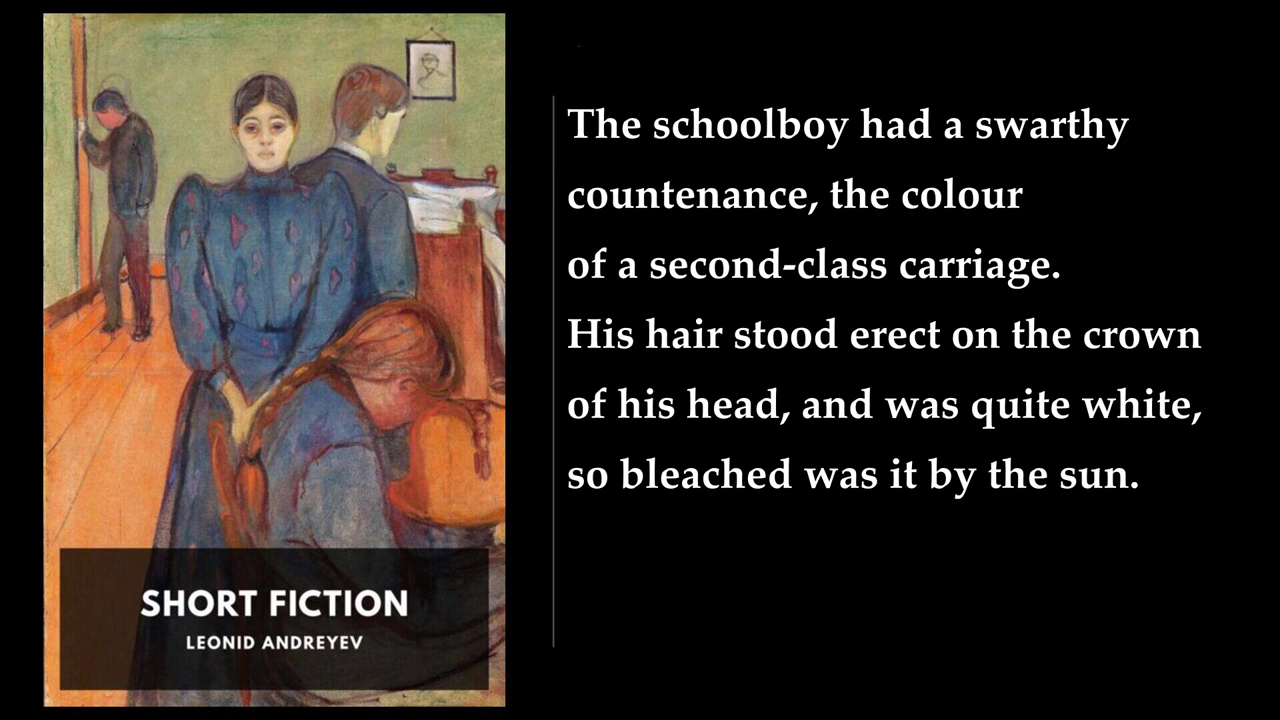 The schoolboy had a swarthy
countenance, the colour
of a second-class carriage.
His hair stood erect on the crown
of his head, and was quite white,
so bleached was it by the sun.
SHORT FICTION
LEONID ANDREYEV